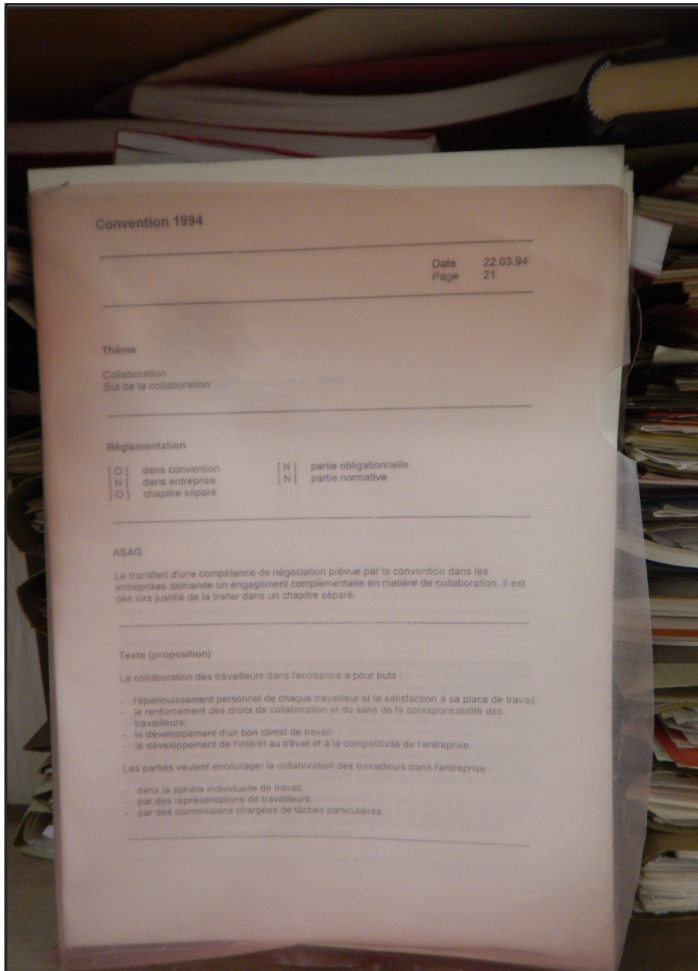 Convention 1994
Date 22.03.94
Page 21
Thème
Collaboration
But de la collaboration
Réglementation
[ O ] dans convention [ N ] partie obligationnelle
[ N ] dans entreprise [ N ] partie normative
[ O ] chapitre séparé
ASAG
Le transfert d'une compétence de négociation prévue par la convention dans les
entreprises demande un engagement complémentaire en matière de collaboration. Il est
dès lors justifié de la traiter dans un chapitre séparé.
Texte (proposition)
La collaboration des travailleurs dans l'entreprise a pour buts :
- l'épanouissement personnel de chaque travailleur et la satisfaction à sa place de travail;
- le renforcement des droits de collaboration et du sens de la coresponsabilité des
travailleurs;
- le développement d'un bon climat de travail;
- le développement de l'intérêt au travail et à la compétitivité de l'entreprise.
Les parties veulent encourager la collaboration des travailleurs dans l'entreprise :
- dans la sphère individuelle de travail;
- par des représentations de travailleurs;
- par des commissions chargées de tâches particulières.